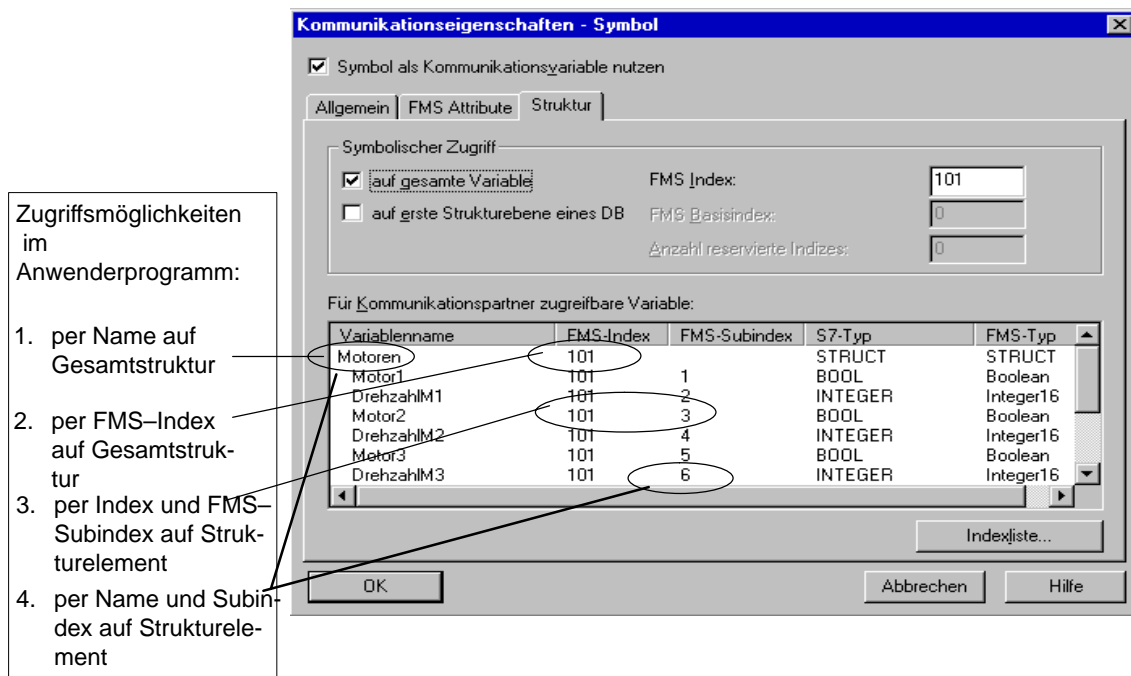 Kommunikationseigenschaften - Symbol
Symbol als Kommunikationsvariable nutzen
Allgemein FMS Attribute Struktur
Symbolischer Zugriff
auf gesamte Variable FMS Index: 101
auf erste Strukturebene eines DB FMS Basisindex: 0
Anzahl reservierte Indizes: 0
Für Kommunikationspartner zugreifbare Variable:
Variablenname FMS-Index FMS-Subindex S7-Typ FMS-Typ
Motoren 101 STRUCT STRUCT
Motor1 101 1 BOOL Boolean
DrehzahlM1 101 2 INTEGER Integer16
Motor2 101 3 BOOL Boolean
DrehzahlM2 101 4 INTEGER Integer16
Motor3 101 5 BOOL Boolean
DrehzahlM3 101 6 INTEGER Integer16
Indexliste...
OK Abbrechen Hilfe
Zugriffsmöglichkeiten
im
Anwenderprogramm:
1. per Name auf
Gesamtstruktur
2. per FMS–Index
auf Gesamtstruk-
tur
3. per Index und FMS–
Subindex auf Struk-
turelement
4. per Name und Subin-
dex auf Strukturele-
ment